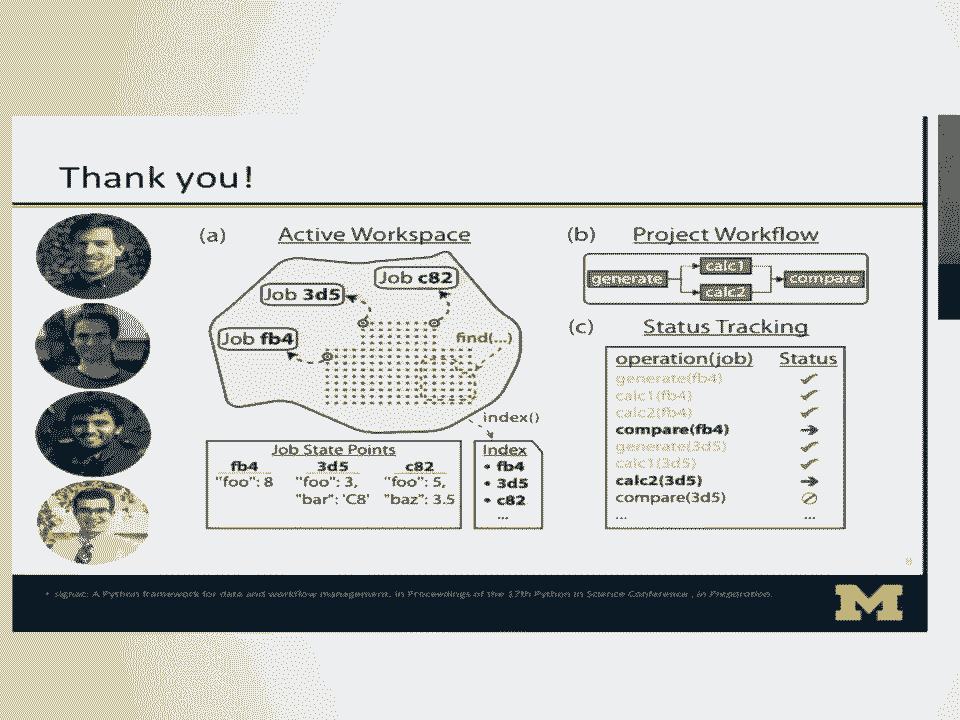 Thank you!
(a) Active Workspace
Job c82
Job 3d5
Job fb4
find(...)
index()
Job State Points
fb4 3d5 c82
"foo": 8 "foo": 3, "foo": 5,
"bar": 'C8' "baz": 3.5
Index
• fb4
• 3d5
• c82
...
(b) Project Workflow
generate
calc1
calc2
compare
(c) Status Tracking
operation(job) Status
generate(fb4) ✓
calc1(fb4) ✓
calc2(fb4) ✓
compare(fb4) →
generate(3d5) ✓
calc1(3d5) ✓
calc2(3d5) →
compare(3d5) ⊘
... ...
8
• signac: A Python framework for data and workflow management. In Proceedings of the 17th Python in Science Conference , in Preparation.
M